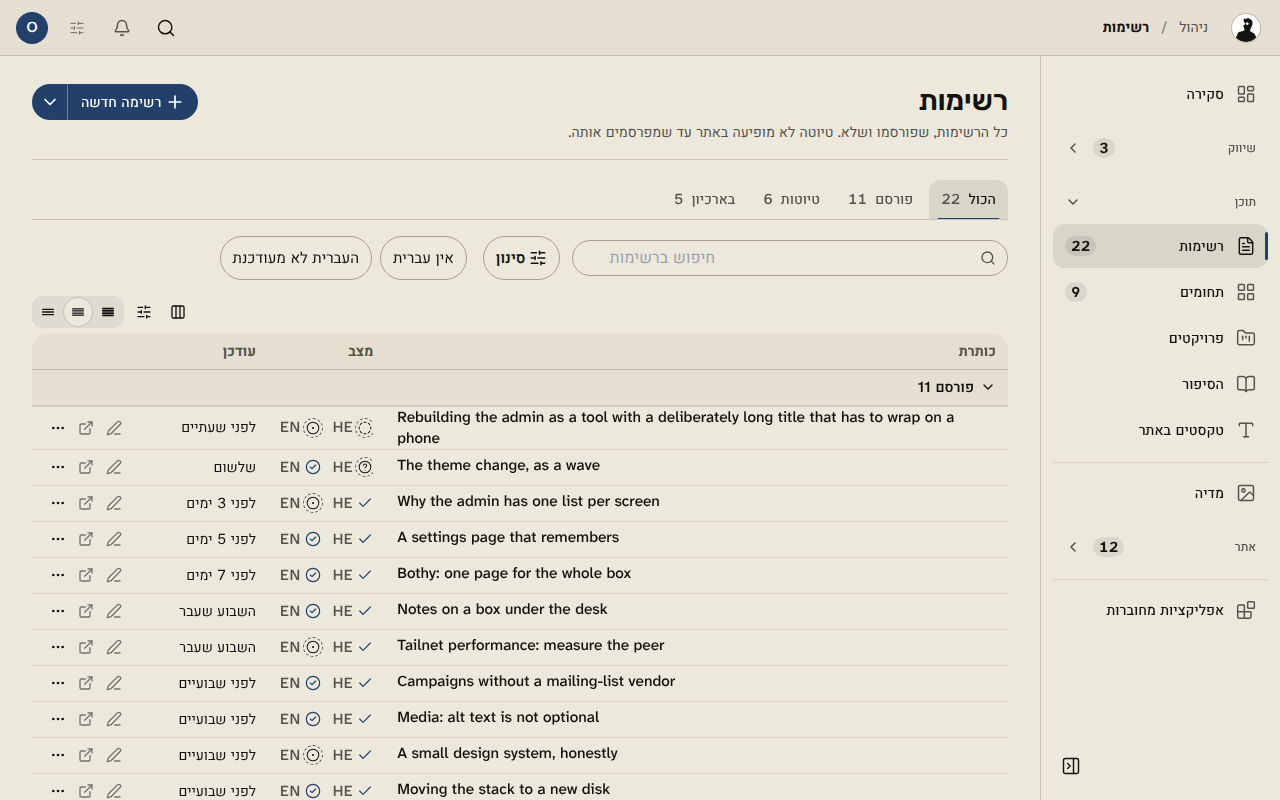 ניהול / רשימות
O
סקירה
שיווק 3
תוכן
רשימות 22
תחומים 9
פרויקטים
הסיפור
טקסטים באתר
מדיה
אתר 12
אפליקציות מחוברות
רשימות
רשימה חדשה
כל הרשימות, שפורסמו ושלא. טיוטה לא מופיעה באתר עד שמפרסמים אותה.
הכול 22 פורסם 11 טיוטות 6 בארכיון 5
חיפוש ברשימות סינון אין עברית העברית לא מעודכנת
כותרת מצב עודכן
פורסם 11
Rebuilding the admin as a tool with a deliberately long title that has to wrap on a
phone
HE EN לפני שעתיים
The theme change, as a wave HE EN שלשום
Why the admin has one list per screen HE EN לפני 3 ימים
A settings page that remembers HE EN לפני 5 ימים
Bothy: one page for the whole box HE EN לפני 7 ימים
Notes on a box under the desk HE EN השבוע שעבר
Tailnet performance: measure the peer HE EN השבוע שעבר
Campaigns without a mailing-list vendor HE EN לפני שבועיים
Media: alt text is not optional HE EN לפני שבועיים
A small design system, honestly HE EN לפני שבועיים
Moving the stack to a new disk HE EN לפני שבועיים